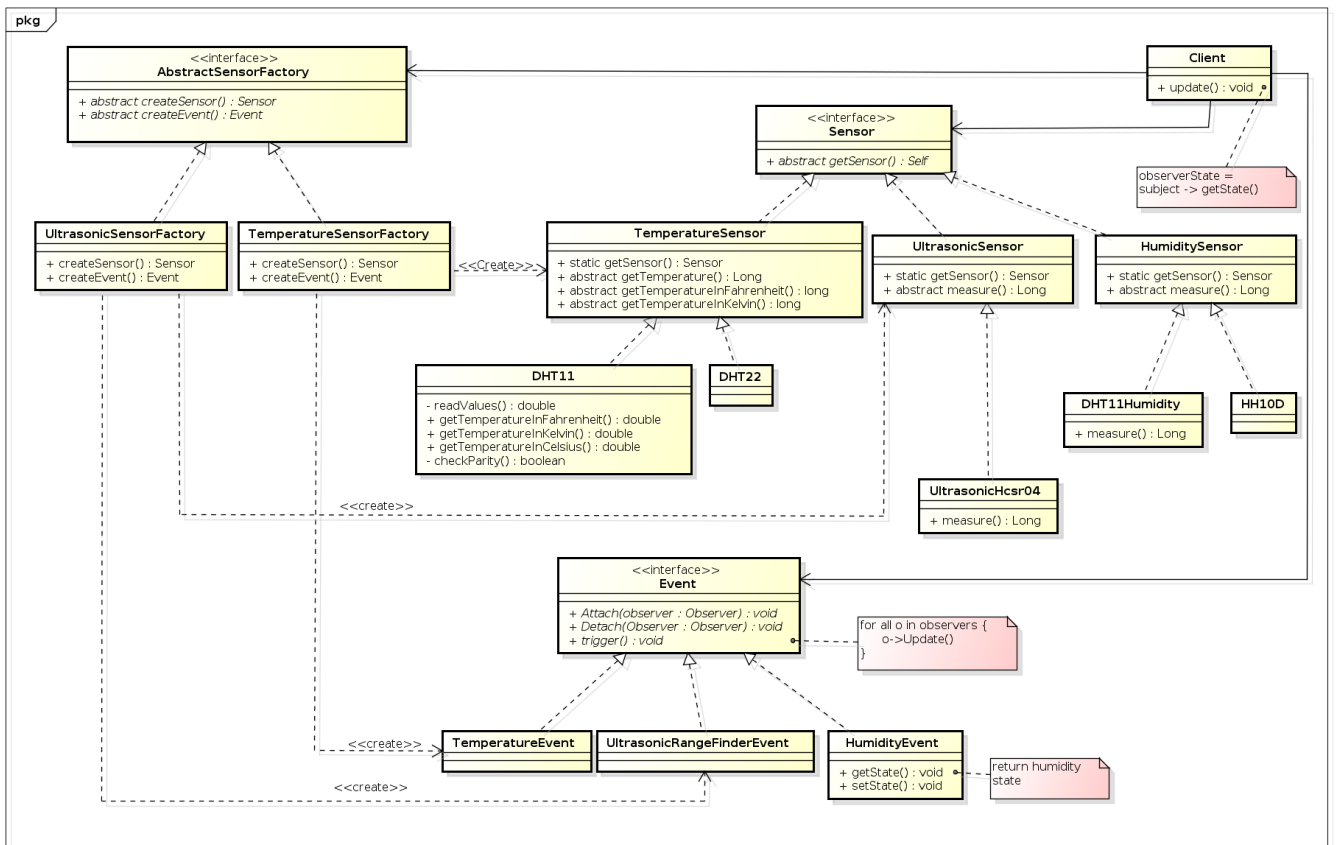 pkg
<<interface>>
AbstractSensorFactory
+ abstract createSensor() : Sensor
+ abstract createEvent() : Event
Client
+ update() : void
<<interface>>
Sensor
+ abstract getSensor() : Self
observerState =
subject -> getState()
UltrasonicSensorFactory
+ createSensor() : Sensor
+ createEvent() : Event
TemperatureSensorFactory
+ createSensor() : Sensor
+ createEvent() : Event
<<Create>>
TemperatureSensor
+ static getSensor() : Sensor
+ abstract getTemperature() : Long
+ abstract getTemperatureInFahrenheit() : long
+ abstract getTemperatureInKelvin() : long
UltrasonicSensor
+ static getSensor() : Sensor
+ abstract measure() : Long
HumiditySensor
+ static getSensor() : Sensor
+ abstract measure() : Long
DHT11
- readValues() : double
+ getTemperatureInFahrenheit() : double
+ getTemperatureInKelvin() : double
+ getTemperatureInCelsius() : double
- checkParity() : boolean
DHT22
DHT11Humidity
+ measure() : Long
HH10D
UltrasonicHcsr04
+ measure() : Long
<<create>>
<<interface>>
Event
+ Attach(observer : Observer) : void
+ Detach(Observer : Observer) : void
+ trigger() : void
for all o in observers {
o->Update()
}
<<create>>
TemperatureEvent
UltrasonicRangeFinderEvent
HumidityEvent
+ getState() : void
+ setState() : void
return humidity
state
<<create>>